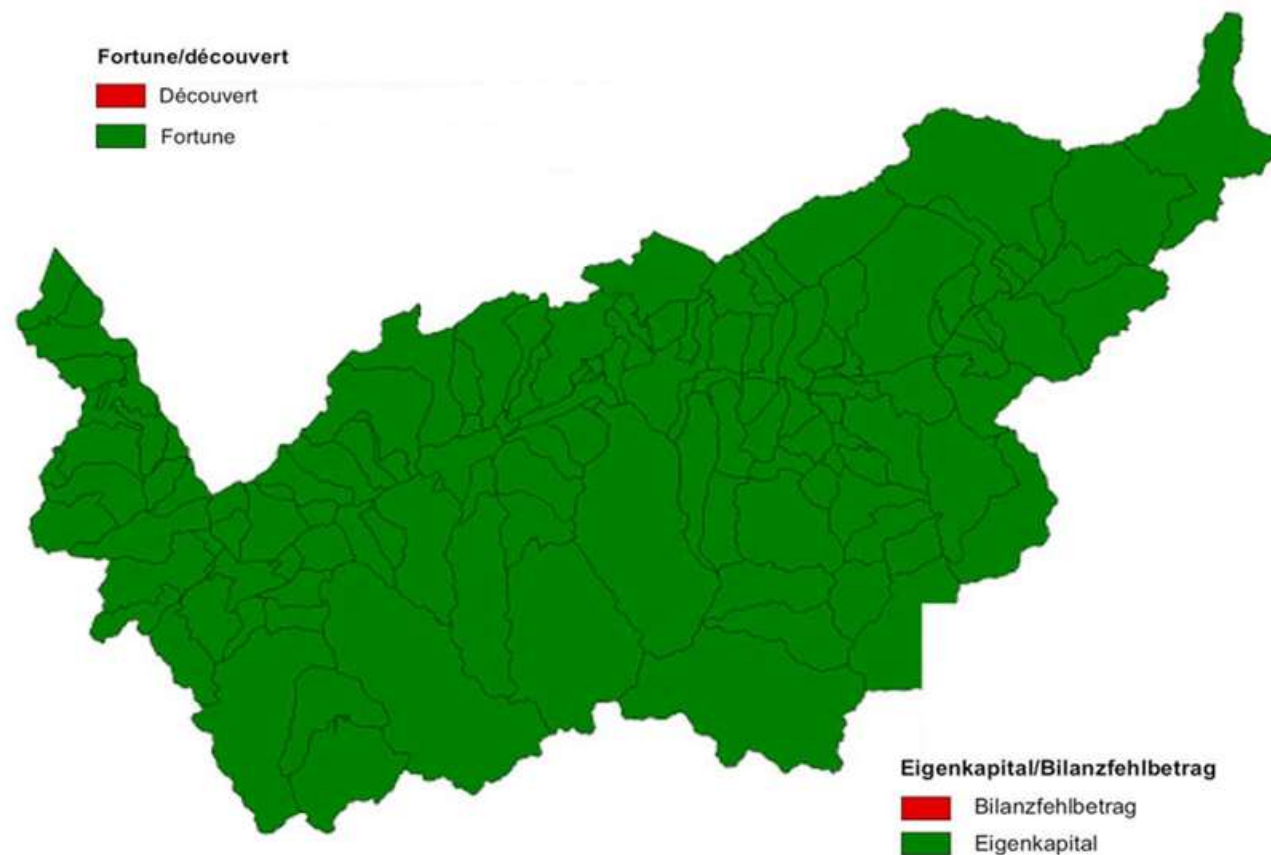 Fortune/découvert
Découvert
Fortune
Eigenkapital/Bilanzfehlbetrag
Bilanzfehlbetrag
Eigenkapital